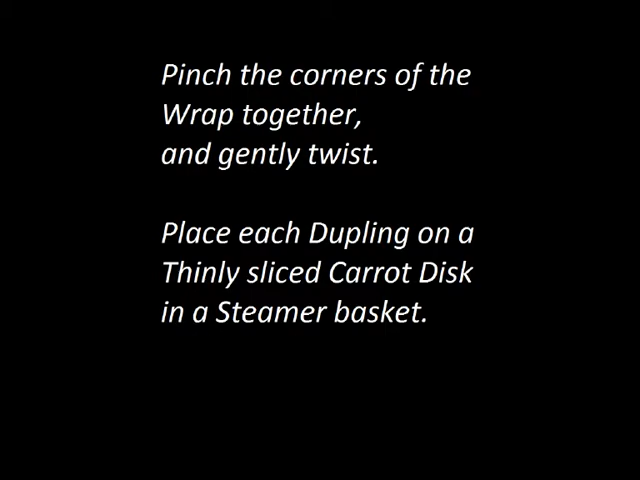 Pinch the corners of the
Wrap together,
and gently twist.
Place each Dupling on a
Thinly sliced Carrot Disk
in a Steamer basket.